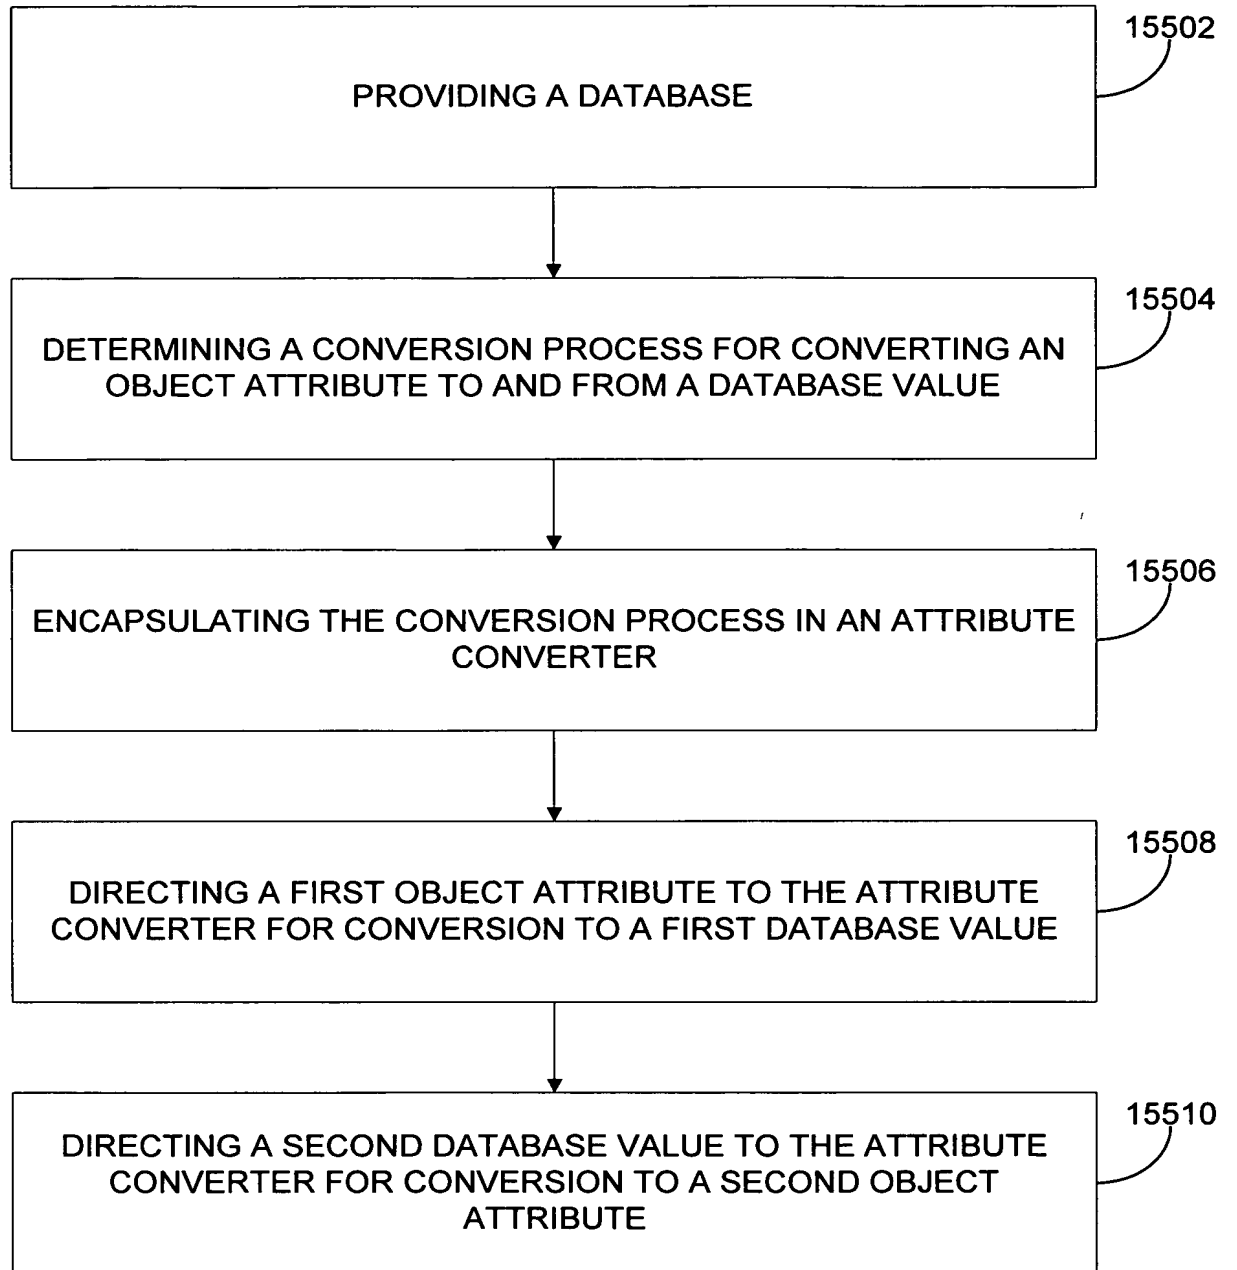 15502
PROVIDING A DATABASE
15504
DETERMINING A CONVERSION PROCESS FOR CONVERTING AN
OBJECT ATTRIBUTE TO AND FROM A DATABASE VALUE
15506
ENCAPSULATING THE CONVERSION PROCESS IN AN ATTRIBUTE
CONVERTER
15508
DIRECTING A FIRST OBJECT ATTRIBUTE TO THE ATTRIBUTE
CONVERTER FOR CONVERSION TO A FIRST DATABASE VALUE
15510
DIRECTING A SECOND DATABASE VALUE TO THE ATTRIBUTE
CONVERTER FOR CONVERSION TO A SECOND OBJECT
ATTRIBUTE